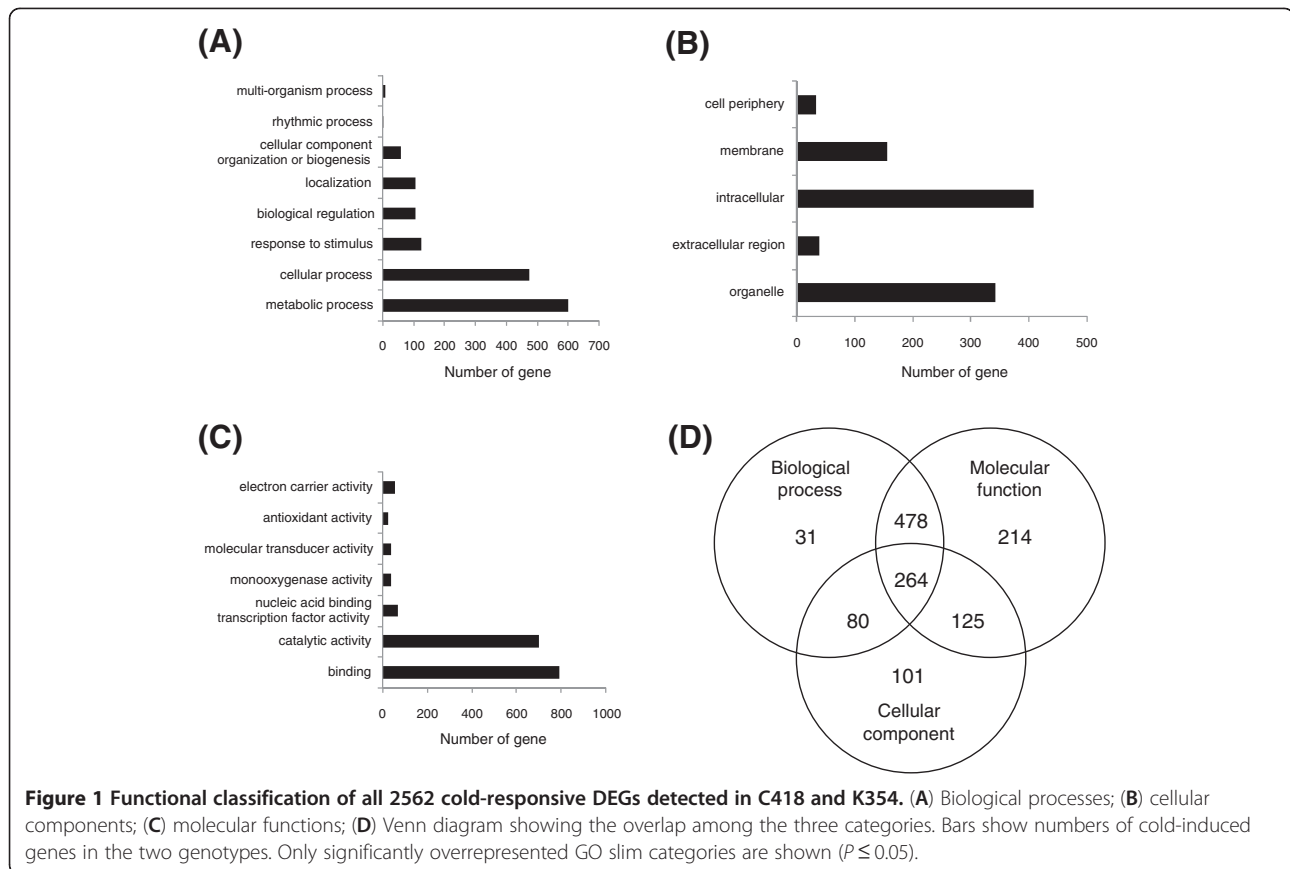 (A)
multi-organism process
rhythmic process
cellular component
organization or biogenesis
localization
biological regulation
response to stimulus
cellular process
metabolic process
0 100 200 300 400 500 600 700
Number of gene
(B)
cell periphery
membrane
intracellular
extracellular region
organelle
0 100 200 300 400 500
Number of gene
(C)
electron carrier activity
antioxidant activity
molecular transducer activity
monooxygenase activity
nucleic acid binding
transcription factor activity
catalytic activity
binding
0 200 400 600 800 1000
Number of gene
(D)
Biological
process
Molecular
function
478
31
214
264
80
125
101
Cellular
component
Figure 1 Functional classification of all 2562 cold-responsive DEGs detected in C418 and K354. (A) Biological processes; (B) cellular
components; (C) molecular functions; (D) Venn diagram showing the overlap among the three categories. Bars show numbers of cold-induced
genes in the two genotypes. Only significantly overrepresented GO slim categories are shown (P ≤ 0.05).